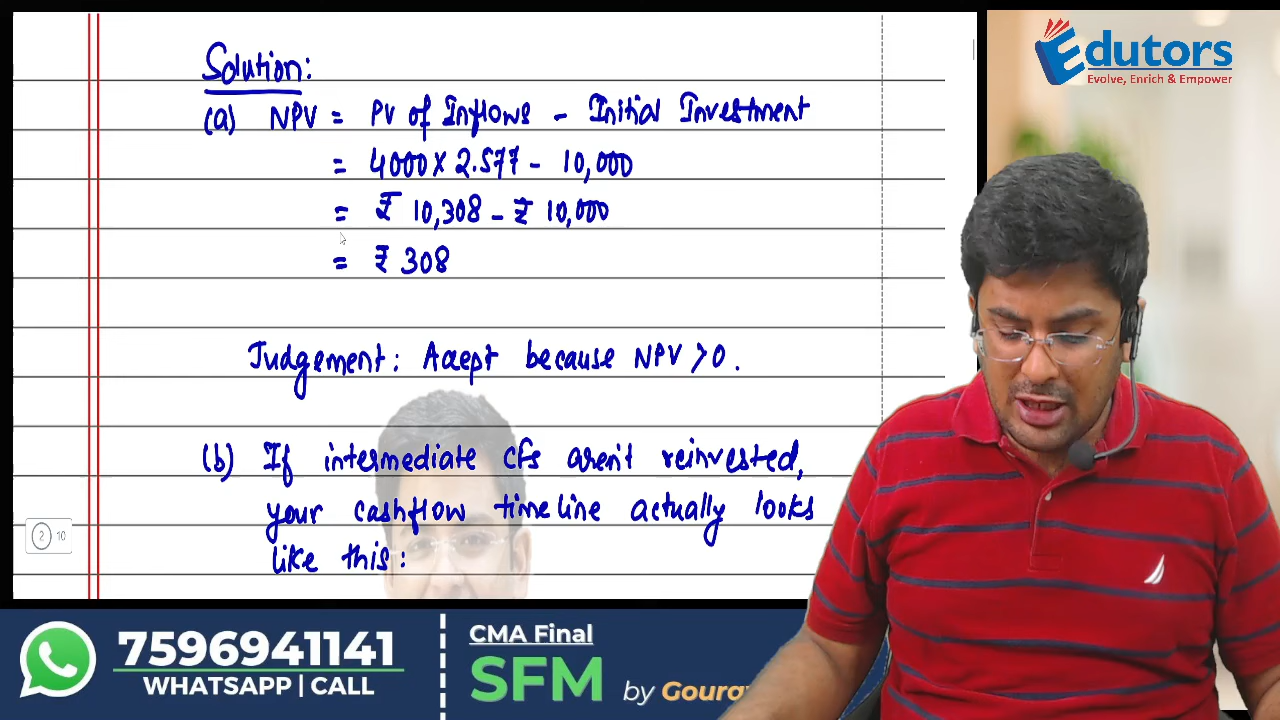 Solution:
(a) NPV = PV of Inflows - Initial Investment
= 4000 x 2.577 - 10,000
= ₹ 10,308 - ₹ 10,000
= ₹ 308
Judgement: Accept because NPV > 0.
(b) If intermediate cfs aren't reinvested,
your cashflow timeline actually looks
like this:
2 10
Edutors
Evolve, Enrich & Empower
7596941141
WHATSAPP | CALL
CMA Final
SFM
by